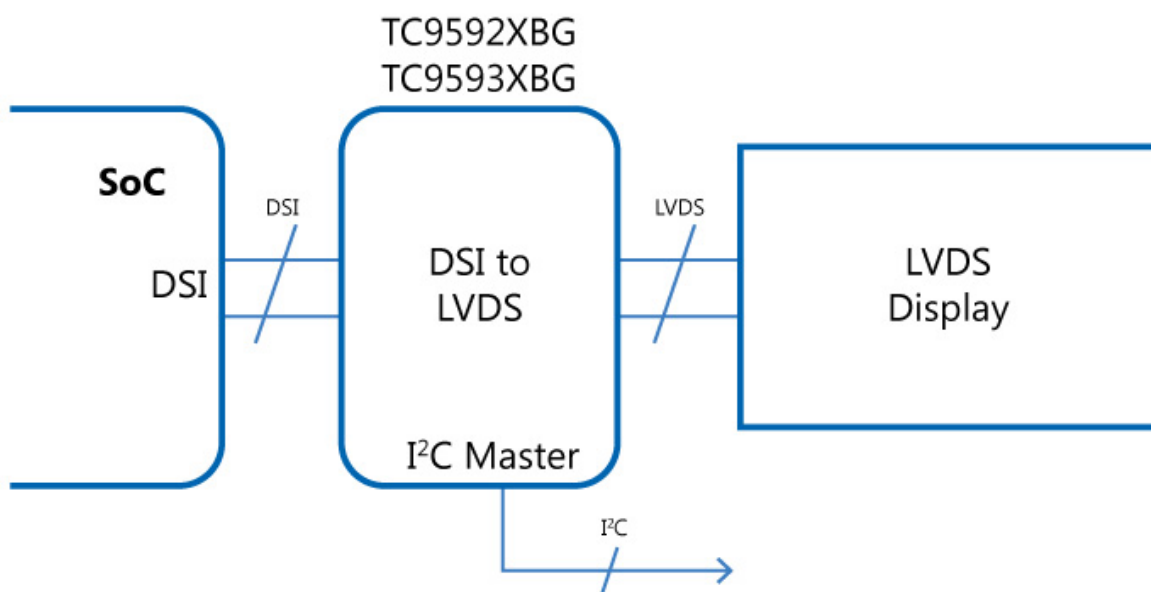 TC9592XBG
TC9593XBG
SoC
DSI
DSI
DSI to
LVDS
I²C Master
LVDS
LVDS
Display
I²C